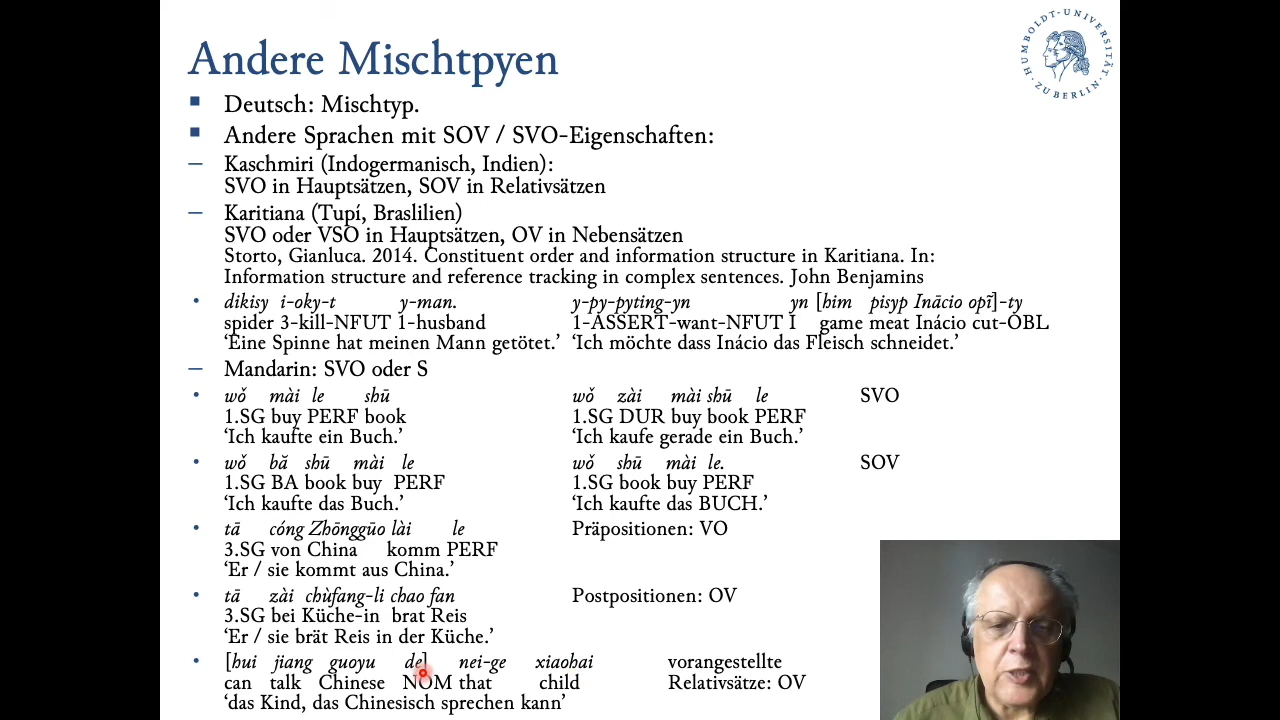 Andere Mischtpyen
HUMBOLDT-UNIVERSITÄT ZU BERLIN
Deutsch: Mischtyp.
Andere Sprachen mit SOV / SVO-Eigenschaften:
Kaschmiri (Indogermanisch, Indien):
SVO in Hauptsätzen, SOV in Relativsätzen
Karitiana (Tupí, Braslilien)
SVO oder VSO in Hauptsätzen, OV in Nebensätzen
Storto, Gianluca. 2014. Constituent order and information structure in Karitiana. In:
Information structure and reference tracking in complex sentences. John Benjamins
dikisy i-oky-t y-man. y-py-pyting-yn yn [him pisyp Inācio opĩ]-ty
spider 3-kill-NFUT 1-husband 1-ASSERT-want-NFUT I game meat Inácio cut-OBL
‘Eine Spinne hat meinen Mann getötet.’ ‘Ich möchte dass Inácio das Fleisch schneidet.’
Mandarin: SVO oder S
wǒ mài le shū wǒ zài mài shū le SVO
1.SG buy PERF book 1.SG DUR buy book PERF
‘Ich kaufte ein Buch.’ ‘Ich kaufe gerade ein Buch.’
wǒ bă shū mài le wǒ shū mài le. SOV
1.SG BA book buy PERF 1.SG book buy PERF
‘Ich kaufte das Buch.’ ‘Ich kaufte das BUCH.’
tā cóng Zhōnggūo lài le Präpositionen: VO
3.SG von China komm PERF
‘Er / sie kommt aus China.’
tā zài chùfang-li chao fan Postpositionen: OV
3.SG bei Küche-in brat Reis
‘Er / sie brät Reis in der Küche.’
[hui jiang guoyu de] nei-ge xiaohai vorangestellte
can talk Chinese NOM that child Relativsätze: OV
‘das Kind, das Chinesisch sprechen kann’